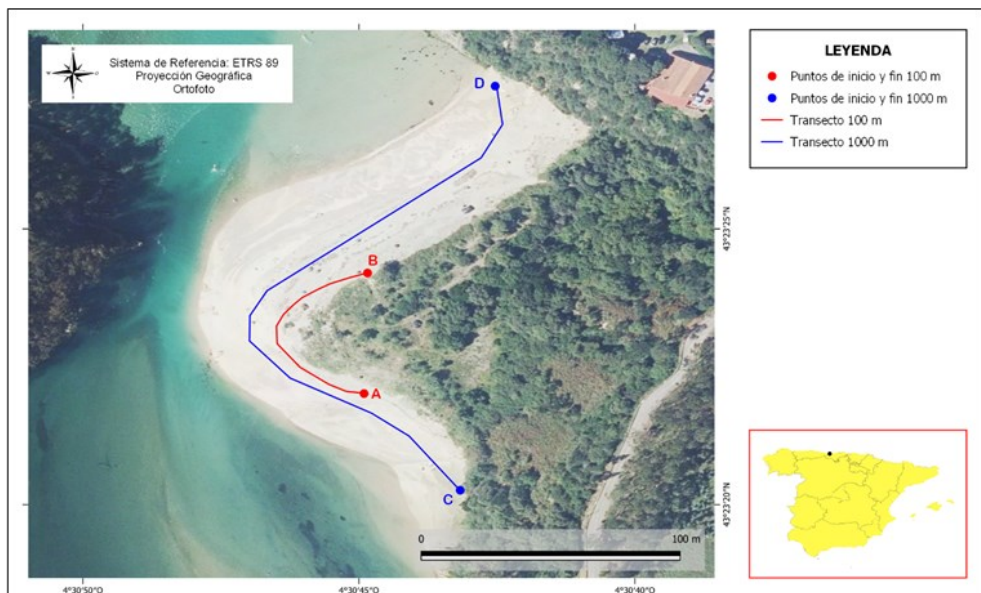 Sistema de Referencia: ETRS 89
Proyección Geográfica
Ortofoto
D
B
A
C
100 m
0
100 m
43°23'25"N
43°23'20"N
4°30'50"O
4°30'45"O
4°30'40"O
LEYENDA
Puntos de inicio y fin 100 m
Puntos de inicio y fin 1000 m
Transecto 100 m
Transecto 1000 m